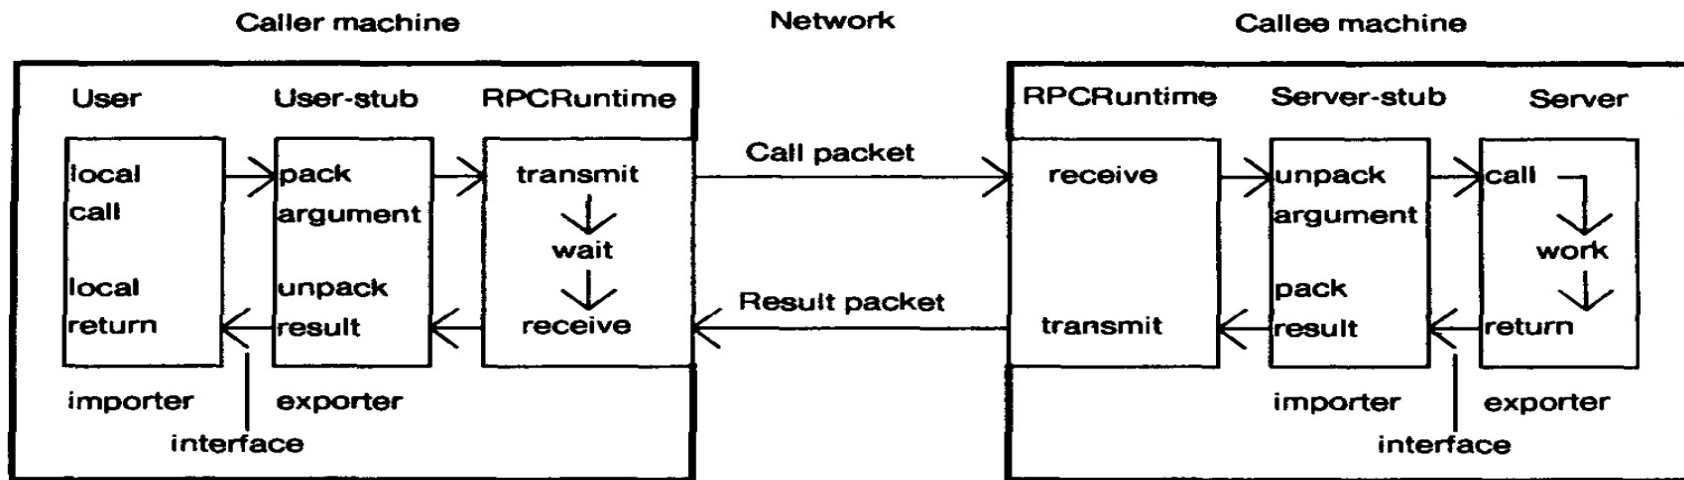 Caller machine Network Callee machine
User User-stub RPCRuntime RPCRuntime Server-stub Server
local pack transmit Call packet receive unpack call
call argument argument
wait work
local unpack Result packet pack
return result receive transmit result return
importer exporter importer exporter
interface interface